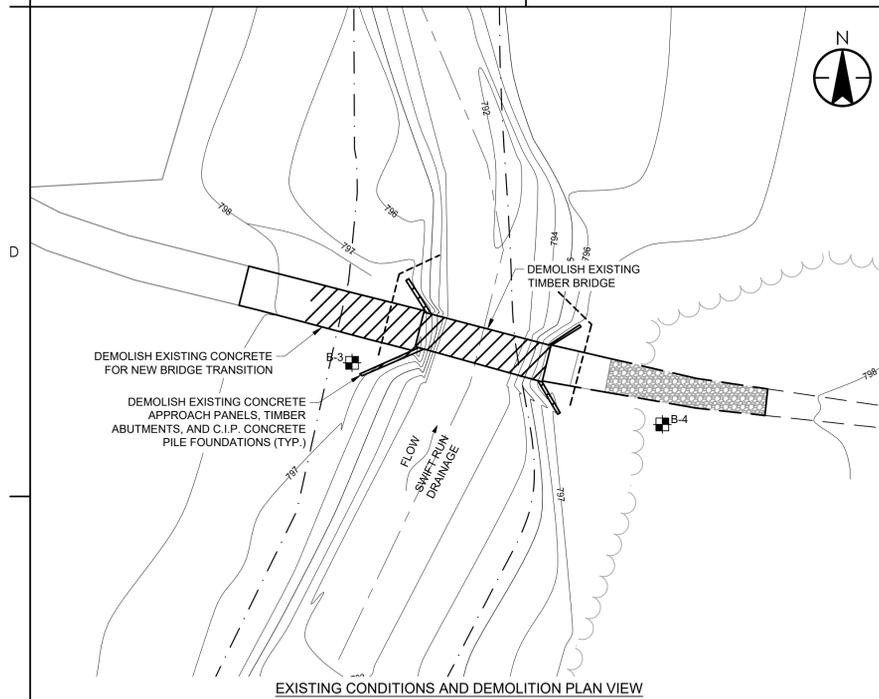 N
792
798
796
797
794
5
796
D
DEMOLISH EXISTING
TIMBER BRIDGE
DEMOLISH EXISTING CONCRETE
FOR NEW BRIDGE TRANSITION
B-3
798
DEMOLISH EXISTING CONCRETE
APPROACH PANELS, TIMBER
ABUTMENTS, AND C.I.P. CONCRETE
PILE FOUNDATIONS (TYP.)
B-4
FLOW
SWIFT RUN
DRAINAGE
797
797
EXISTING CONDITIONS AND DEMOLITION PLAN VIEW